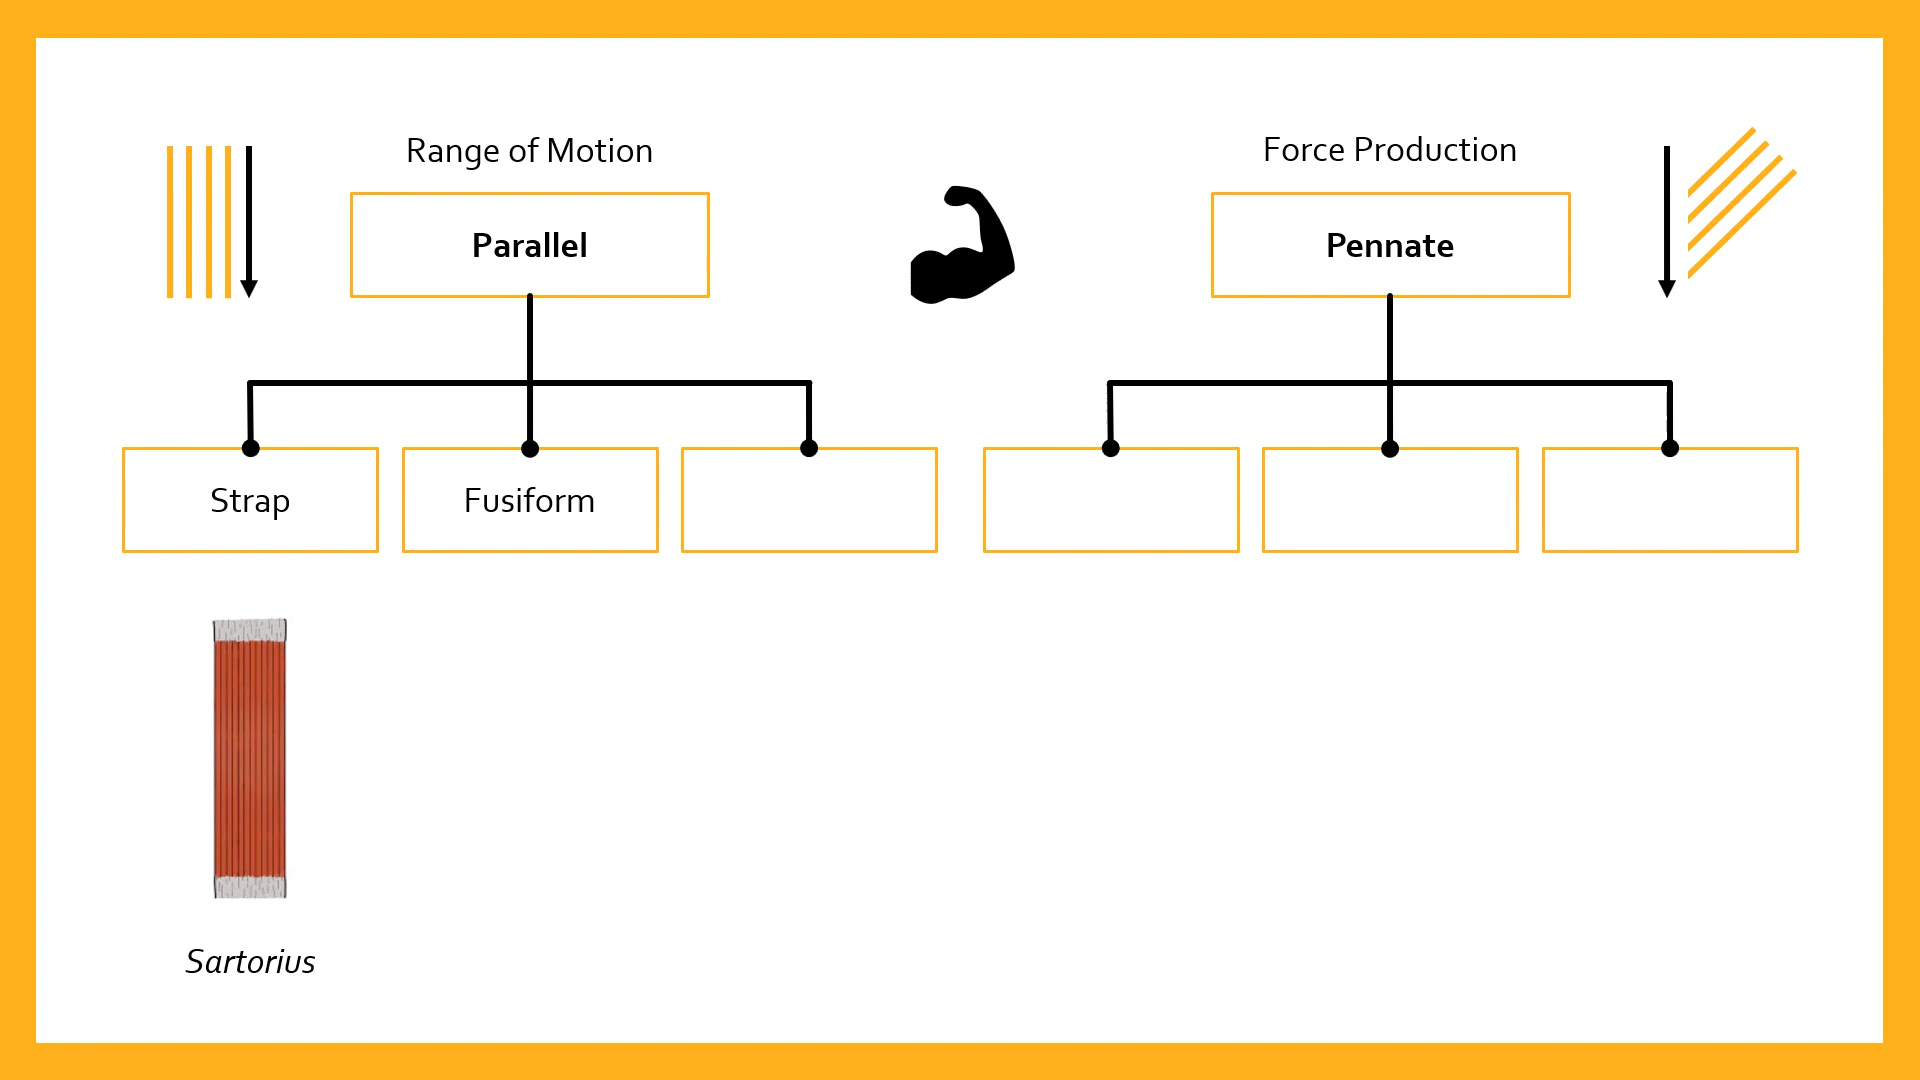 Range of Motion
Force Production
Parallel
Pennate
Strap
Fusiform
Sartorius